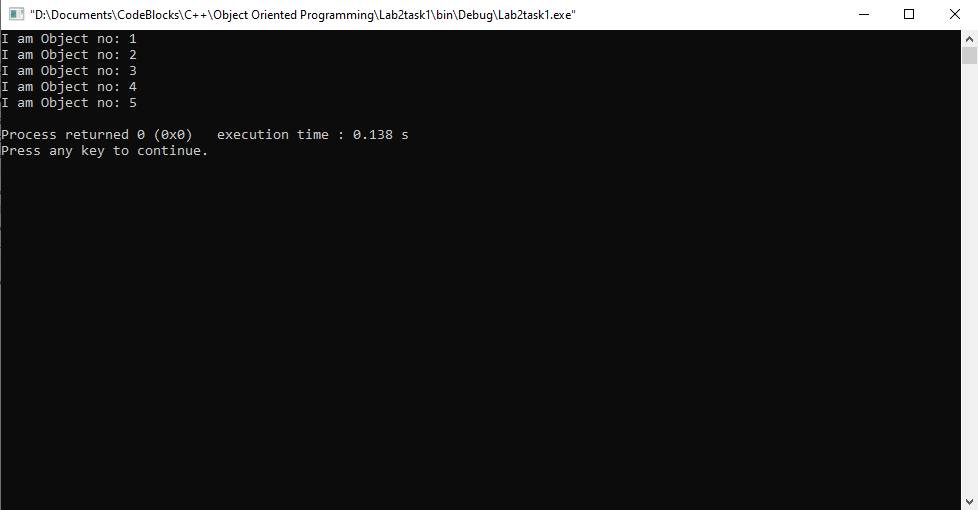 "D:\Documents\CodeBlocks\C++\Object Oriented Programming\Lab2task1\bin\Debug\Lab2task1.exe"
I am Object no: 1
I am Object no: 2
I am Object no: 3
I am Object no: 4
I am Object no: 5
Process returned 0 (0x0)   execution time : 0.138 s
Press any key to continue.